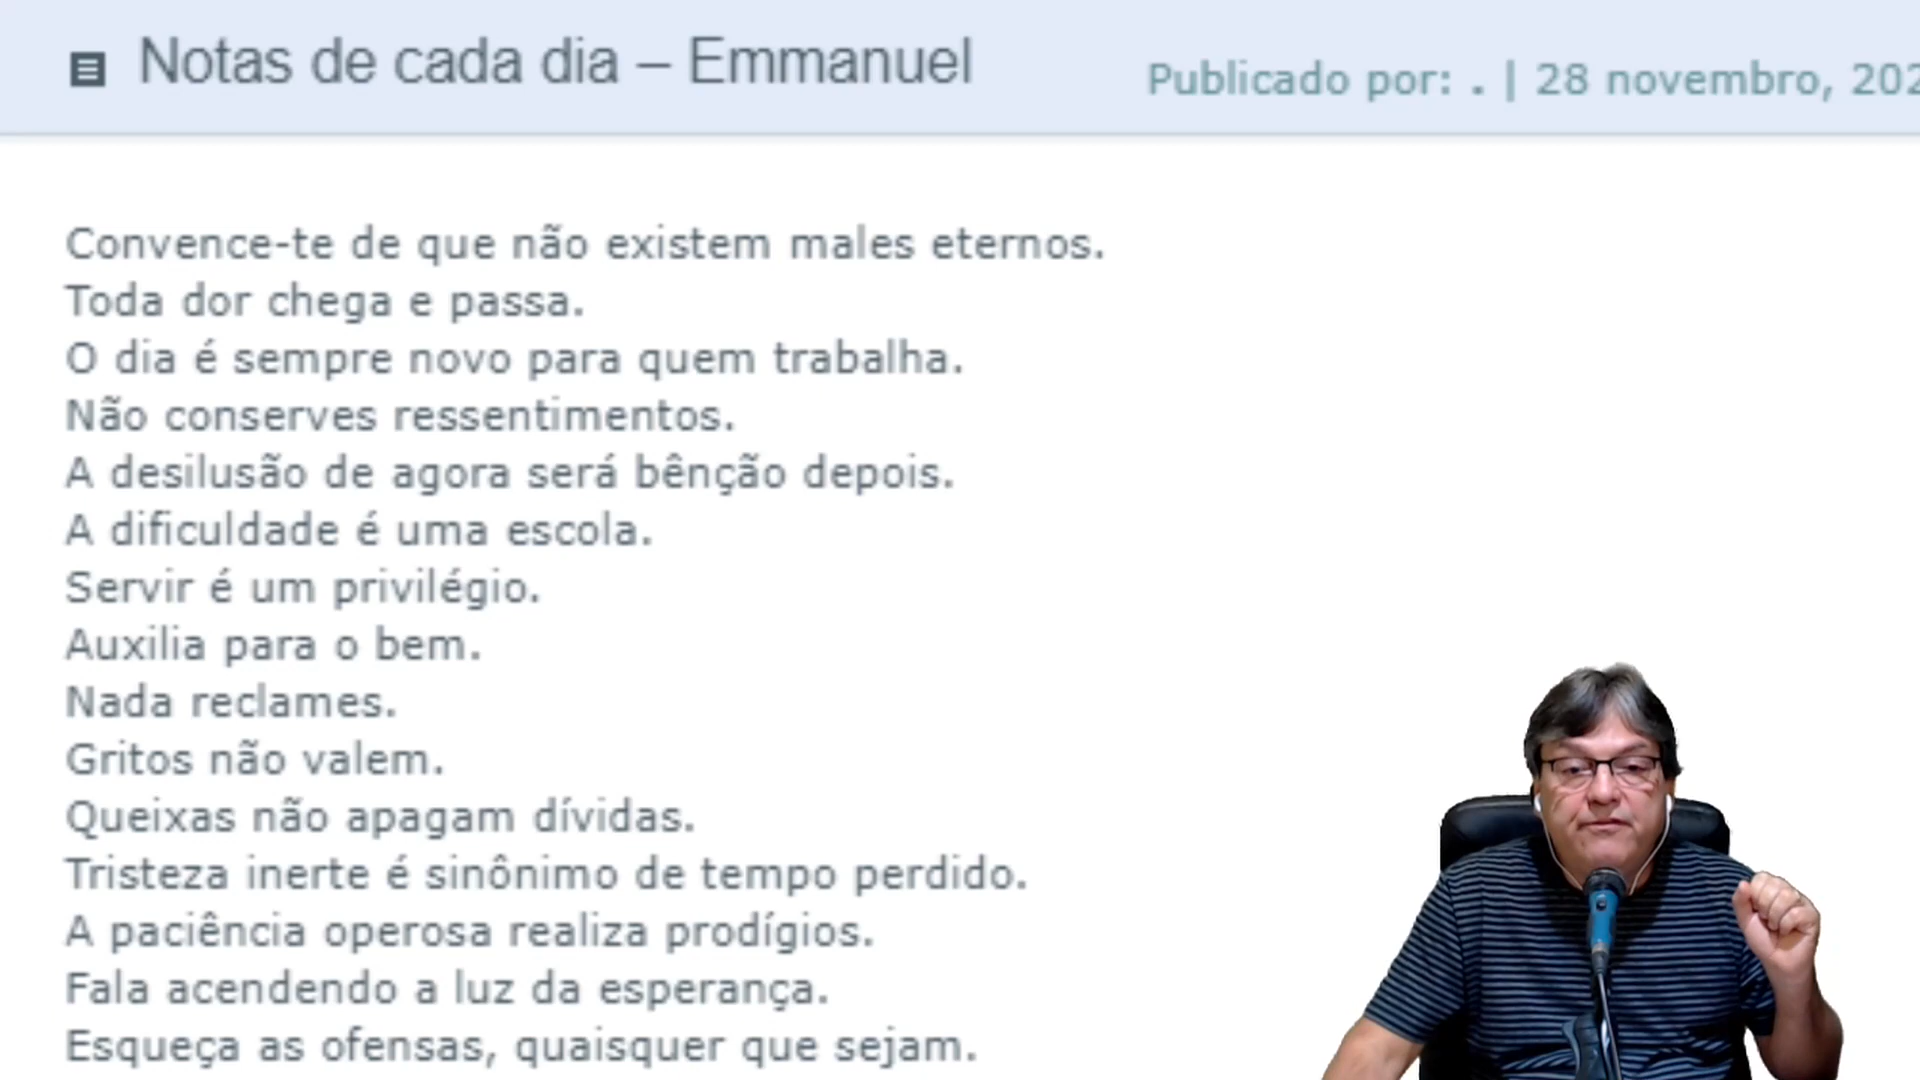 Notas de cada dia – Emmanuel
Publicado por: . | 28 novembro, 202
Convence-te de que não existem males eternos.
Toda dor chega e passa.
O dia é sempre novo para quem trabalha.
Não conserves ressentimentos.
A desilusão de agora será bênção depois.
A dificuldade é uma escola.
Servir é um privilégio.
Auxilia para o bem.
Nada reclames.
Gritos não valem.
Queixas não apagam dívidas.
Tristeza inerte é sinônimo de tempo perdido.
A paciência operosa realiza prodígios.
Fala acendendo a luz da esperança.
Esqueça as ofensas, quaisquer que sejam.